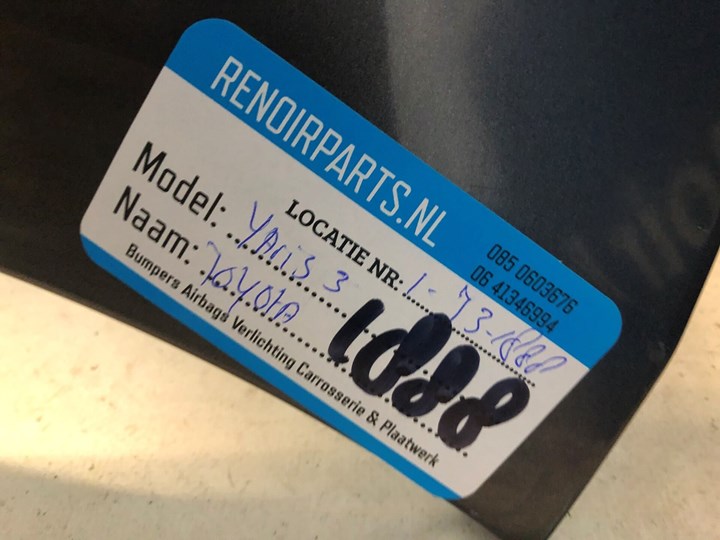 RENOIRPARTS.NL
085 0603676
06 41346994
LOCATIE NR: 1-73-1888
Model: YARIS 3
Naam: TOYOTA
1888
Bumpers Airbags Verlichting Carrosserie & Plaatwerk